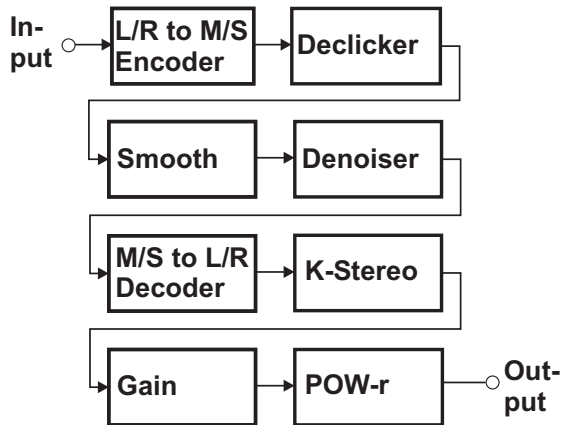 In-
put
L/R to M/S
Encoder
Declicker
Smooth
Denoiser
M/S to L/R
Decoder
K-Stereo
Gain
POW-r
Out-
put